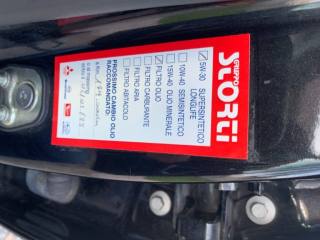 GRUPPO
STORTI
5W-30 SUPERSINTETICO
LONGLIFE
10W-40 SEMISINTETICO
15W-40 OLIO MINERALE
FILTRO OLIO
FILTRO CARBURANTE
FILTRO ARIA
FILTRO ABITACOLO
PROSSIMO CAMBIO OLIO
RACCOMANDATO: